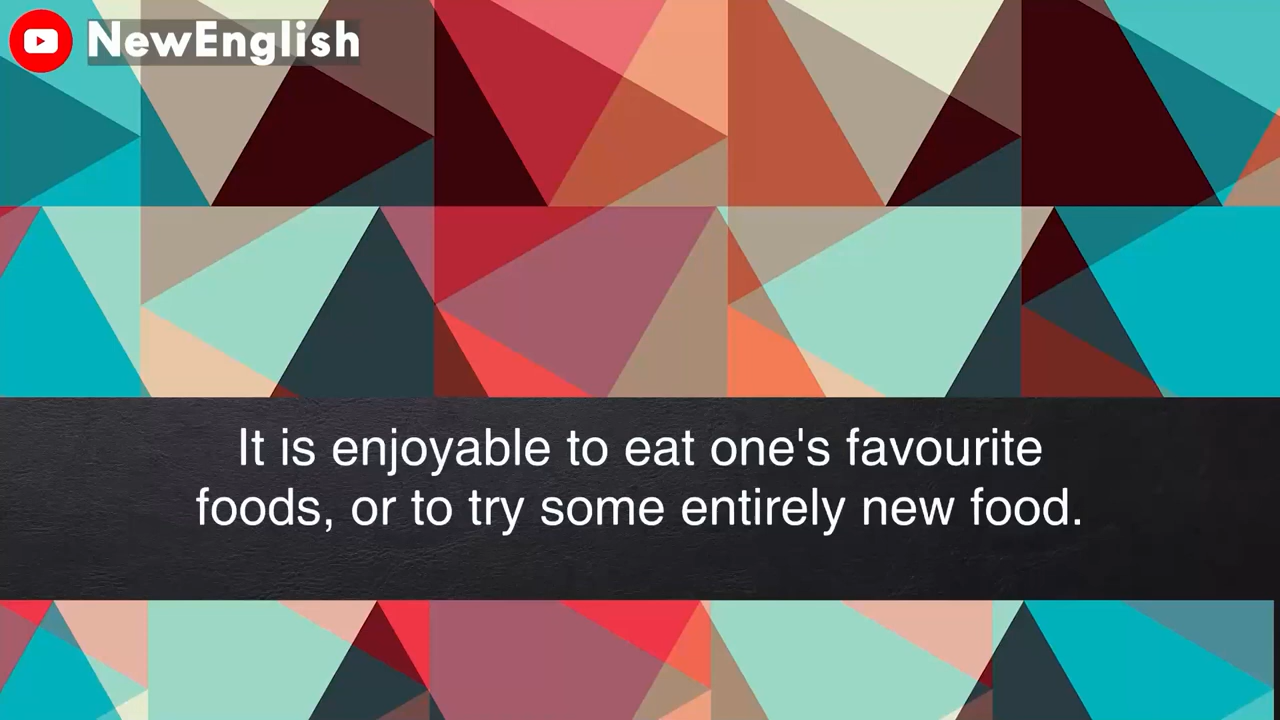 NewEnglish
It is enjoyable to eat one's favourite
foods, or to try some entirely new food.